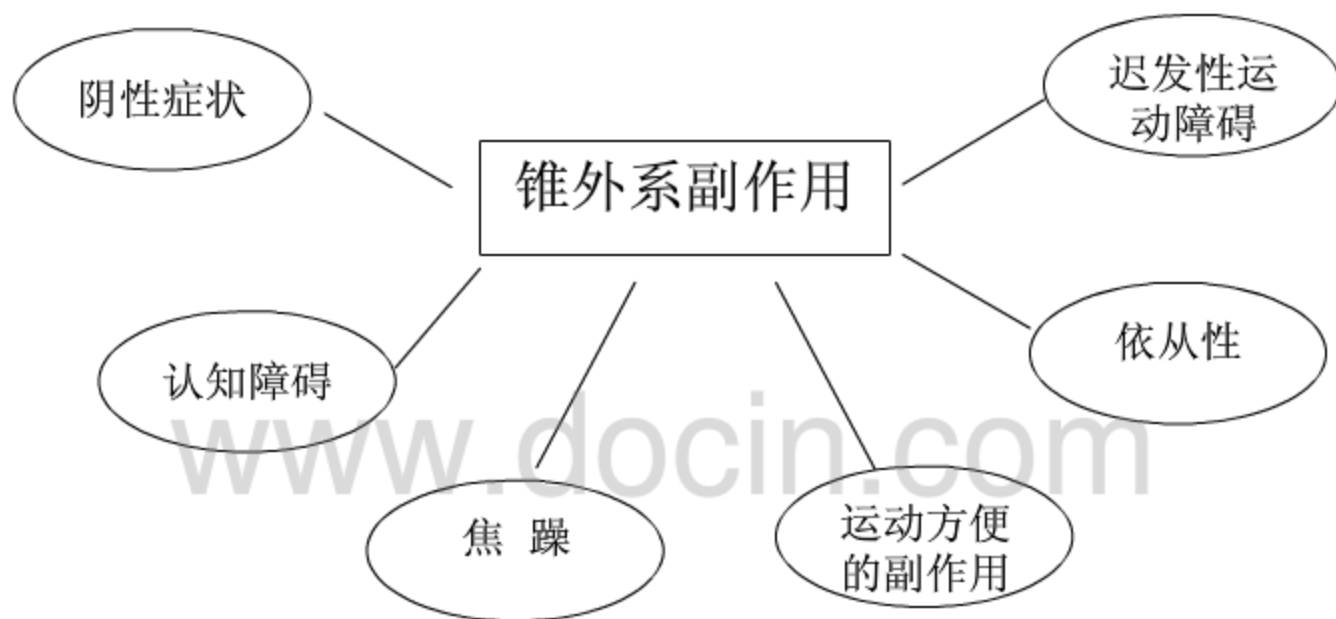 阴性症状
迟发性运
动障碍
锥外系副作用
认知障碍
依从性
www.docin.com
焦 躁
运动方便
的副作用